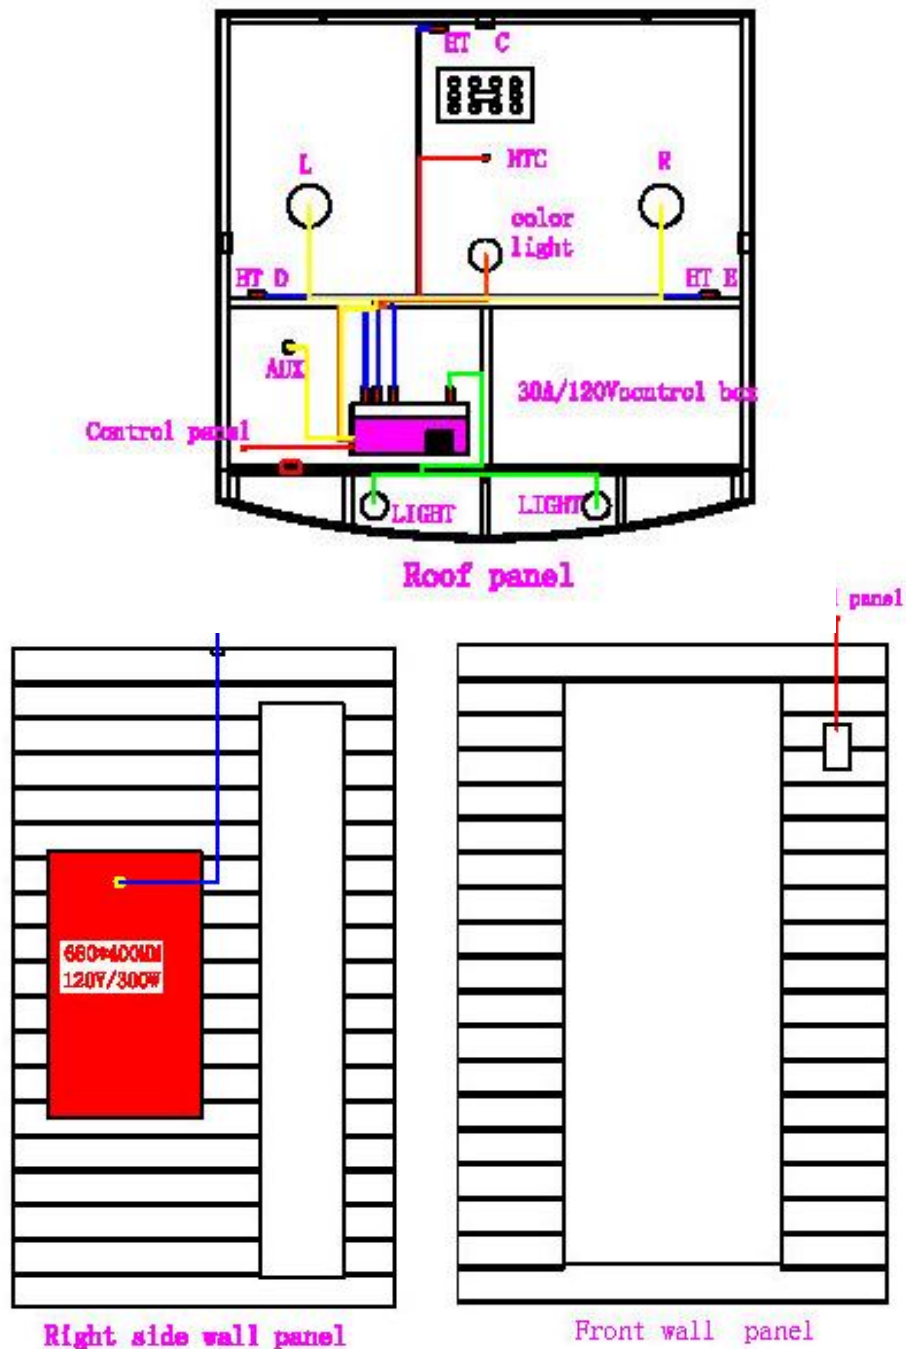 HT C
NTC
L
R
color
light
HT D
HT E
AUX
30A/120Vcontrol box
Control panel
LIGHT
LIGHT
Roof panel
panel
680*400MM
120V/300W
Right side wall panel
Front wall panel